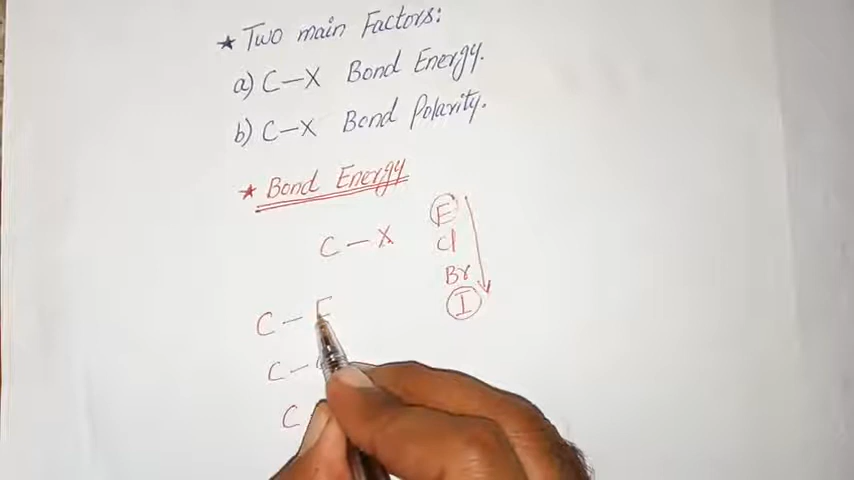 ★ Two main Factors:
a) C—X Bond Energy.
b) C—X Bond Polarity.
★ Bond Energy
C — X
F
Cl
Br
I
C — F
C —
C